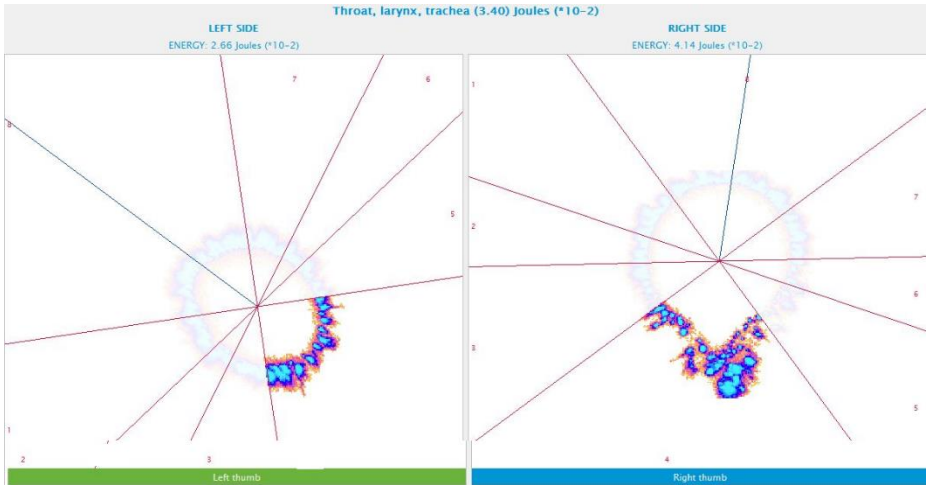 Throat, larynx, trachea (3.40) Joules (*10-2)
LEFT SIDE
ENERGY: 2.66 Joules (*10-2)
RIGHT SIDE
ENERGY: 4.14 Joules (*10-2)
7
6
8
5
1
2
3
Left thumb
8
1
7
2
6
3
5
4
Right thumb